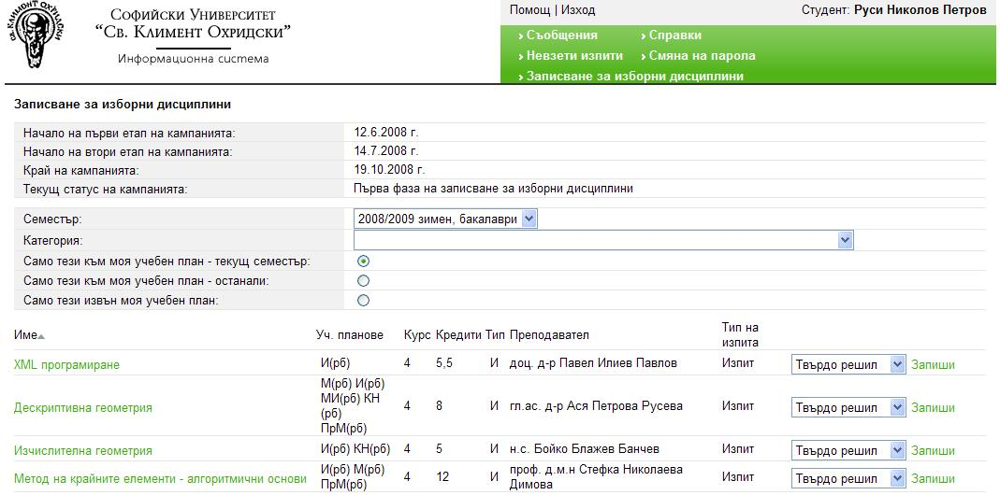 Софийски Университет
“Св. Климент Охридски”
Информационна система
Св. Климент Охридски
Помощ | Изход
Студент: Руси Николов Петров
› Съобщения › Справки
› Невзети изпити › Смяна на парола
› Записване за изборни дисциплини
Записване за изборни дисциплини
Начало на първи етап на кампанията: 12.6.2008 г.
Начало на втори етап на кампанията: 14.7.2008 г.
Край на кампанията: 19.10.2008 г.
Текущ статус на кампанията: Първа фаза на записване за изборни дисциплини
Семестър: 2008/2009 зимен, бакалаври
Категория:
Само тези към моя учебен план - текущ семестър:
Само тези към моя учебен план - останали:
Само тези извън моя учебен план:
Име Уч. планове Курс Кредити Тип Преподавател Тип на
изпита
XML програмиране И(рб) 4 5,5 И доц. д-р Павел Илиев Павлов Изпит Твърдо решил Запиши
М(рб) И(рб)
МИ(рб) КН
Дескриптивна геометрия (рб) 4 8 И гл.ас. д-р Ася Петрова Русева Изпит Твърдо решил Запиши
ПрМ(рб)
Изчислителна геометрия И(рб) КН(рб) 4 5 И н.с. Бойко Блажев Банчев Изпит Твърдо решил Запиши
Метод на крайните елементи - алгоритмични основи И(рб) М(рб) 4 12 И проф. д.м.н Стефка Николаева Изпит Твърдо решил Запиши
ПрМ(рб) Димова